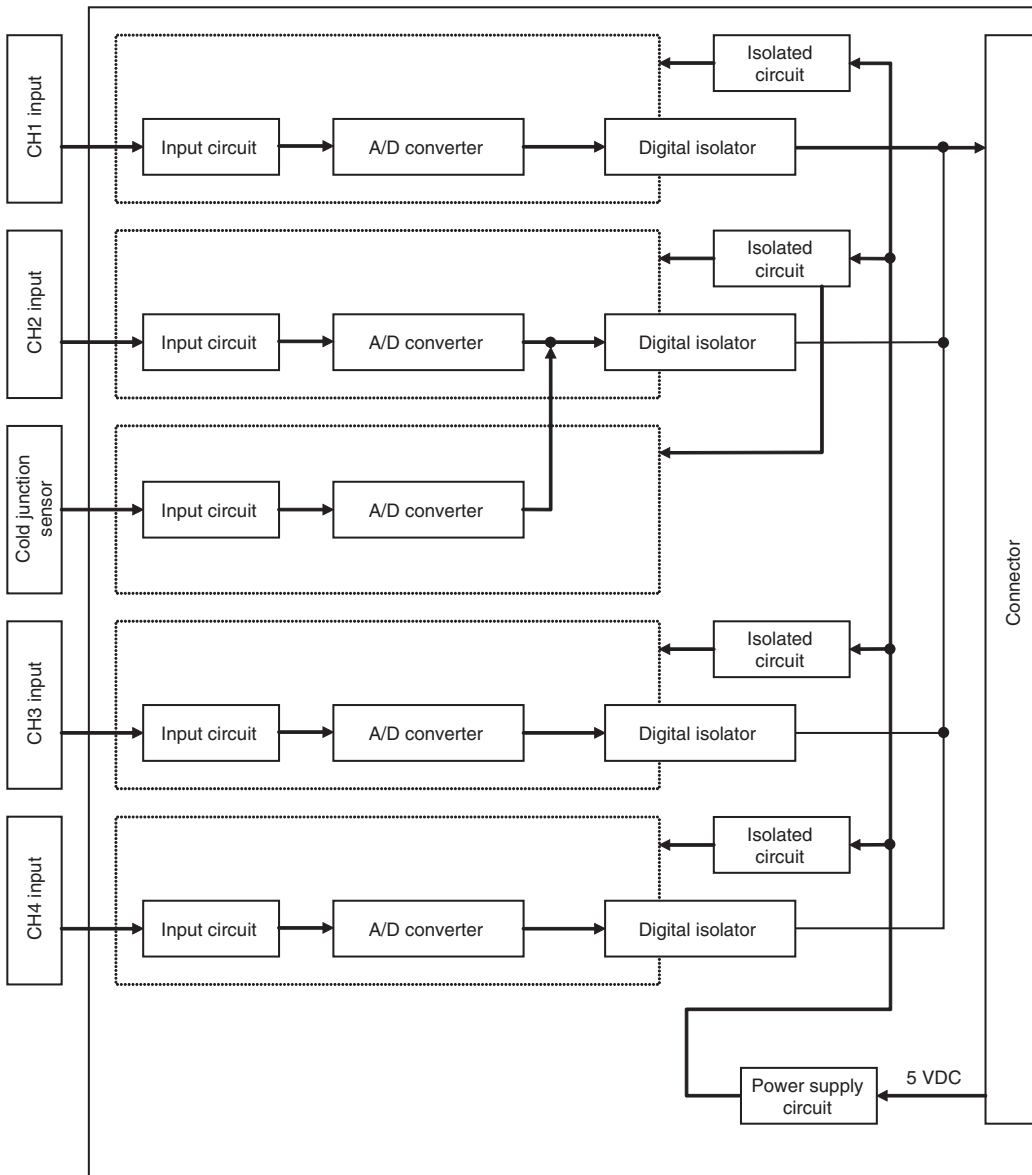 Isolated
circuit
CH1 input
Input circuit
A/D converter
Digital isolator
Isolated
circuit
CH2 input
Input circuit
A/D converter
Digital isolator
Cold junction
sensor
Input circuit
A/D converter
Connector
Isolated
circuit
CH3 input
Input circuit
A/D converter
Digital isolator
Isolated
circuit
CH4 input
Input circuit
A/D converter
Digital isolator
Power supply
circuit
5 VDC